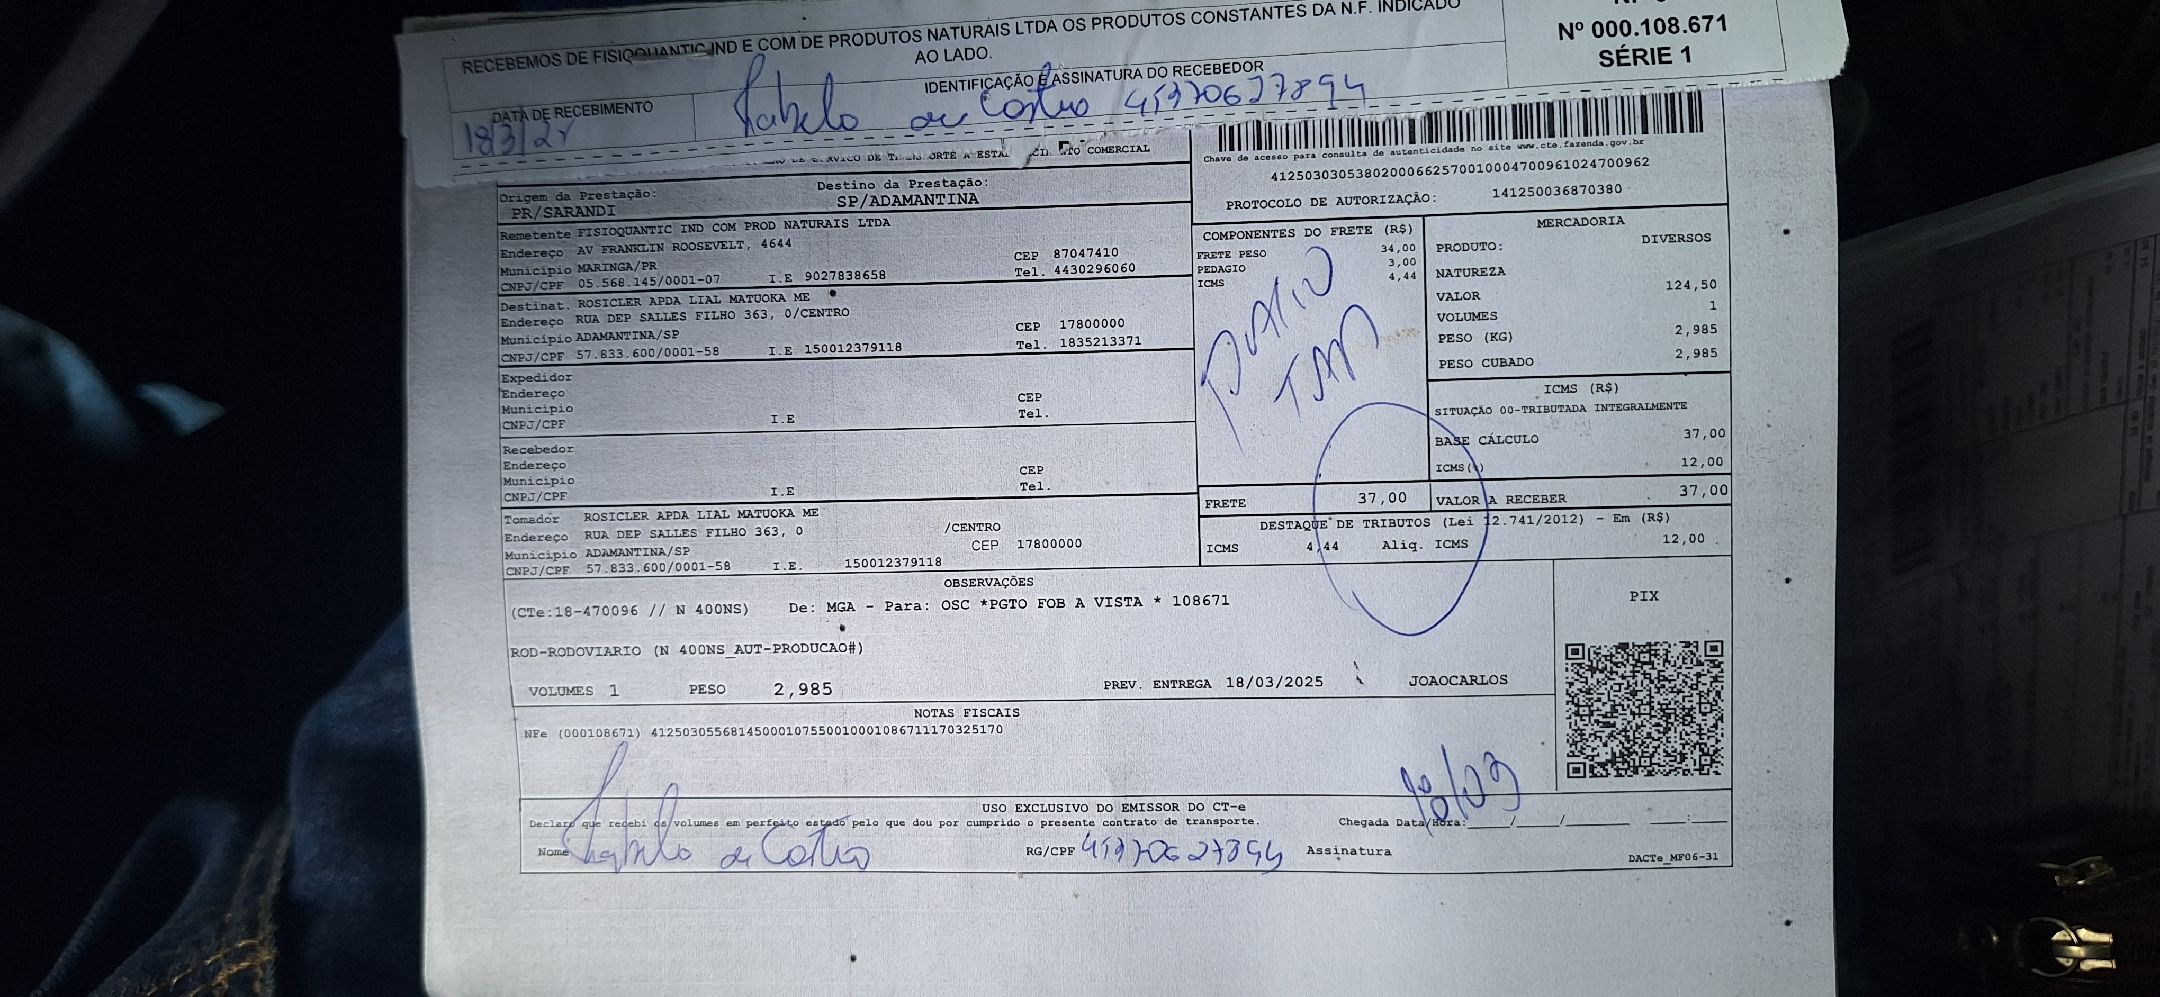 RECEBEMOS DE FISIOQUANTIC IND E COM DE PRODUTOS NATURAIS LTDA OS PRODUTOS CONSTANTES DA N.F. INDICADO
AO LADO.
Nº 000.108.671
SÉRIE 1
IDENTIFICAÇÃO E ASSINATURA DO RECEBEDOR
DATA DE RECEBIMENTO
18/3/25
de Castro 45970627894
COMERCIAL
Chave de acesso para consulta de autenticidade no site www.cte.fazenda.gov.br
41250303053802000662570010004700961024700962
PROTOCOLO DE AUTORIZAÇÃO: 141250036870380
Origem da Prestação: Destino da Prestação:
PR/SARANDI SP/ADAMANTINA
Remetente FISIOQUANTIC IND COM PROD NATURAIS LTDA
Endereço AV FRANKLIN ROOSEVELT, 4644 CEP 87047410
Município MARINGA/PR Tel. 4430296060
CNPJ/CPF 05.568.145/0001-07 I.E 9027838658
Destinat. ROSICLER APDA LIAL MATUOKA ME
Endereço RUA DEP SALLES FILHO 363, 0/CENTRO CEP 17800000
Município ADAMANTINA/SP Tel. 1835213371
CNPJ/CPF 57.833.600/0001-58 I.E 150012379118
Expedidor
Endereço CEP
Município Tel.
CNPJ/CPF I.E
Recebedor
Endereço CEP
Município Tel.
CNPJ/CPF I.E
Tomador ROSICLER APDA LIAL MATUOKA ME
Endereço RUA DEP SALLES FILHO 363, 0 /CENTRO
Município ADAMANTINA/SP CEP 17800000
CNPJ/CPF 57.833.600/0001-58 I.E. 150012379118
COMPONENTES DO FRETE (R$)
FRETE PESO 34,00
PEDAGIO 3,00
ICMS 4,44
MERCADORIA
PRODUTO: DIVERSOS
NATUREZA
VALOR 124,50
VOLUMES 1
PESO (KG) 2,985
PESO CUBADO 2,985
ICMS (R$)
SITUAÇÃO 00-TRIBUTADA INTEGRALMENTE
BASE CÁLCULO 37,00
ICMS(%) 12,00
FRETE 37,00 VALOR A RECEBER 37,00
DESTAQUE DE TRIBUTOS (Lei 12.741/2012) - Em (R$)
ICMS 4,44 Aliq. ICMS 12,00
OBSERVAÇÕES
(CTe:18-470096 // N 400NS) De: MGA - Para: OSC *PGTO FOB A VISTA * 108671
ROD-RODOVIARIO (N 400NS_AUT-PRODUCAO#)
VOLUMES 1 PESO 2,985 PREV. ENTREGA 18/03/2025 JOAOCARLOS
PIX
NOTAS FISCAIS
NFe (000108671) 41250305568145000107550010001086711170325170
18/03
USO EXCLUSIVO DO EMISSOR DO CT-e
Declaro que recebi os volumes em perfeito estado pelo que dou por cumprido o presente contrato de transporte. Chegada Data/Hora:____/____/____ ___:___
Nome de Castro RG/CPF 45970627894 Assinatura
DACTe_MF06-31